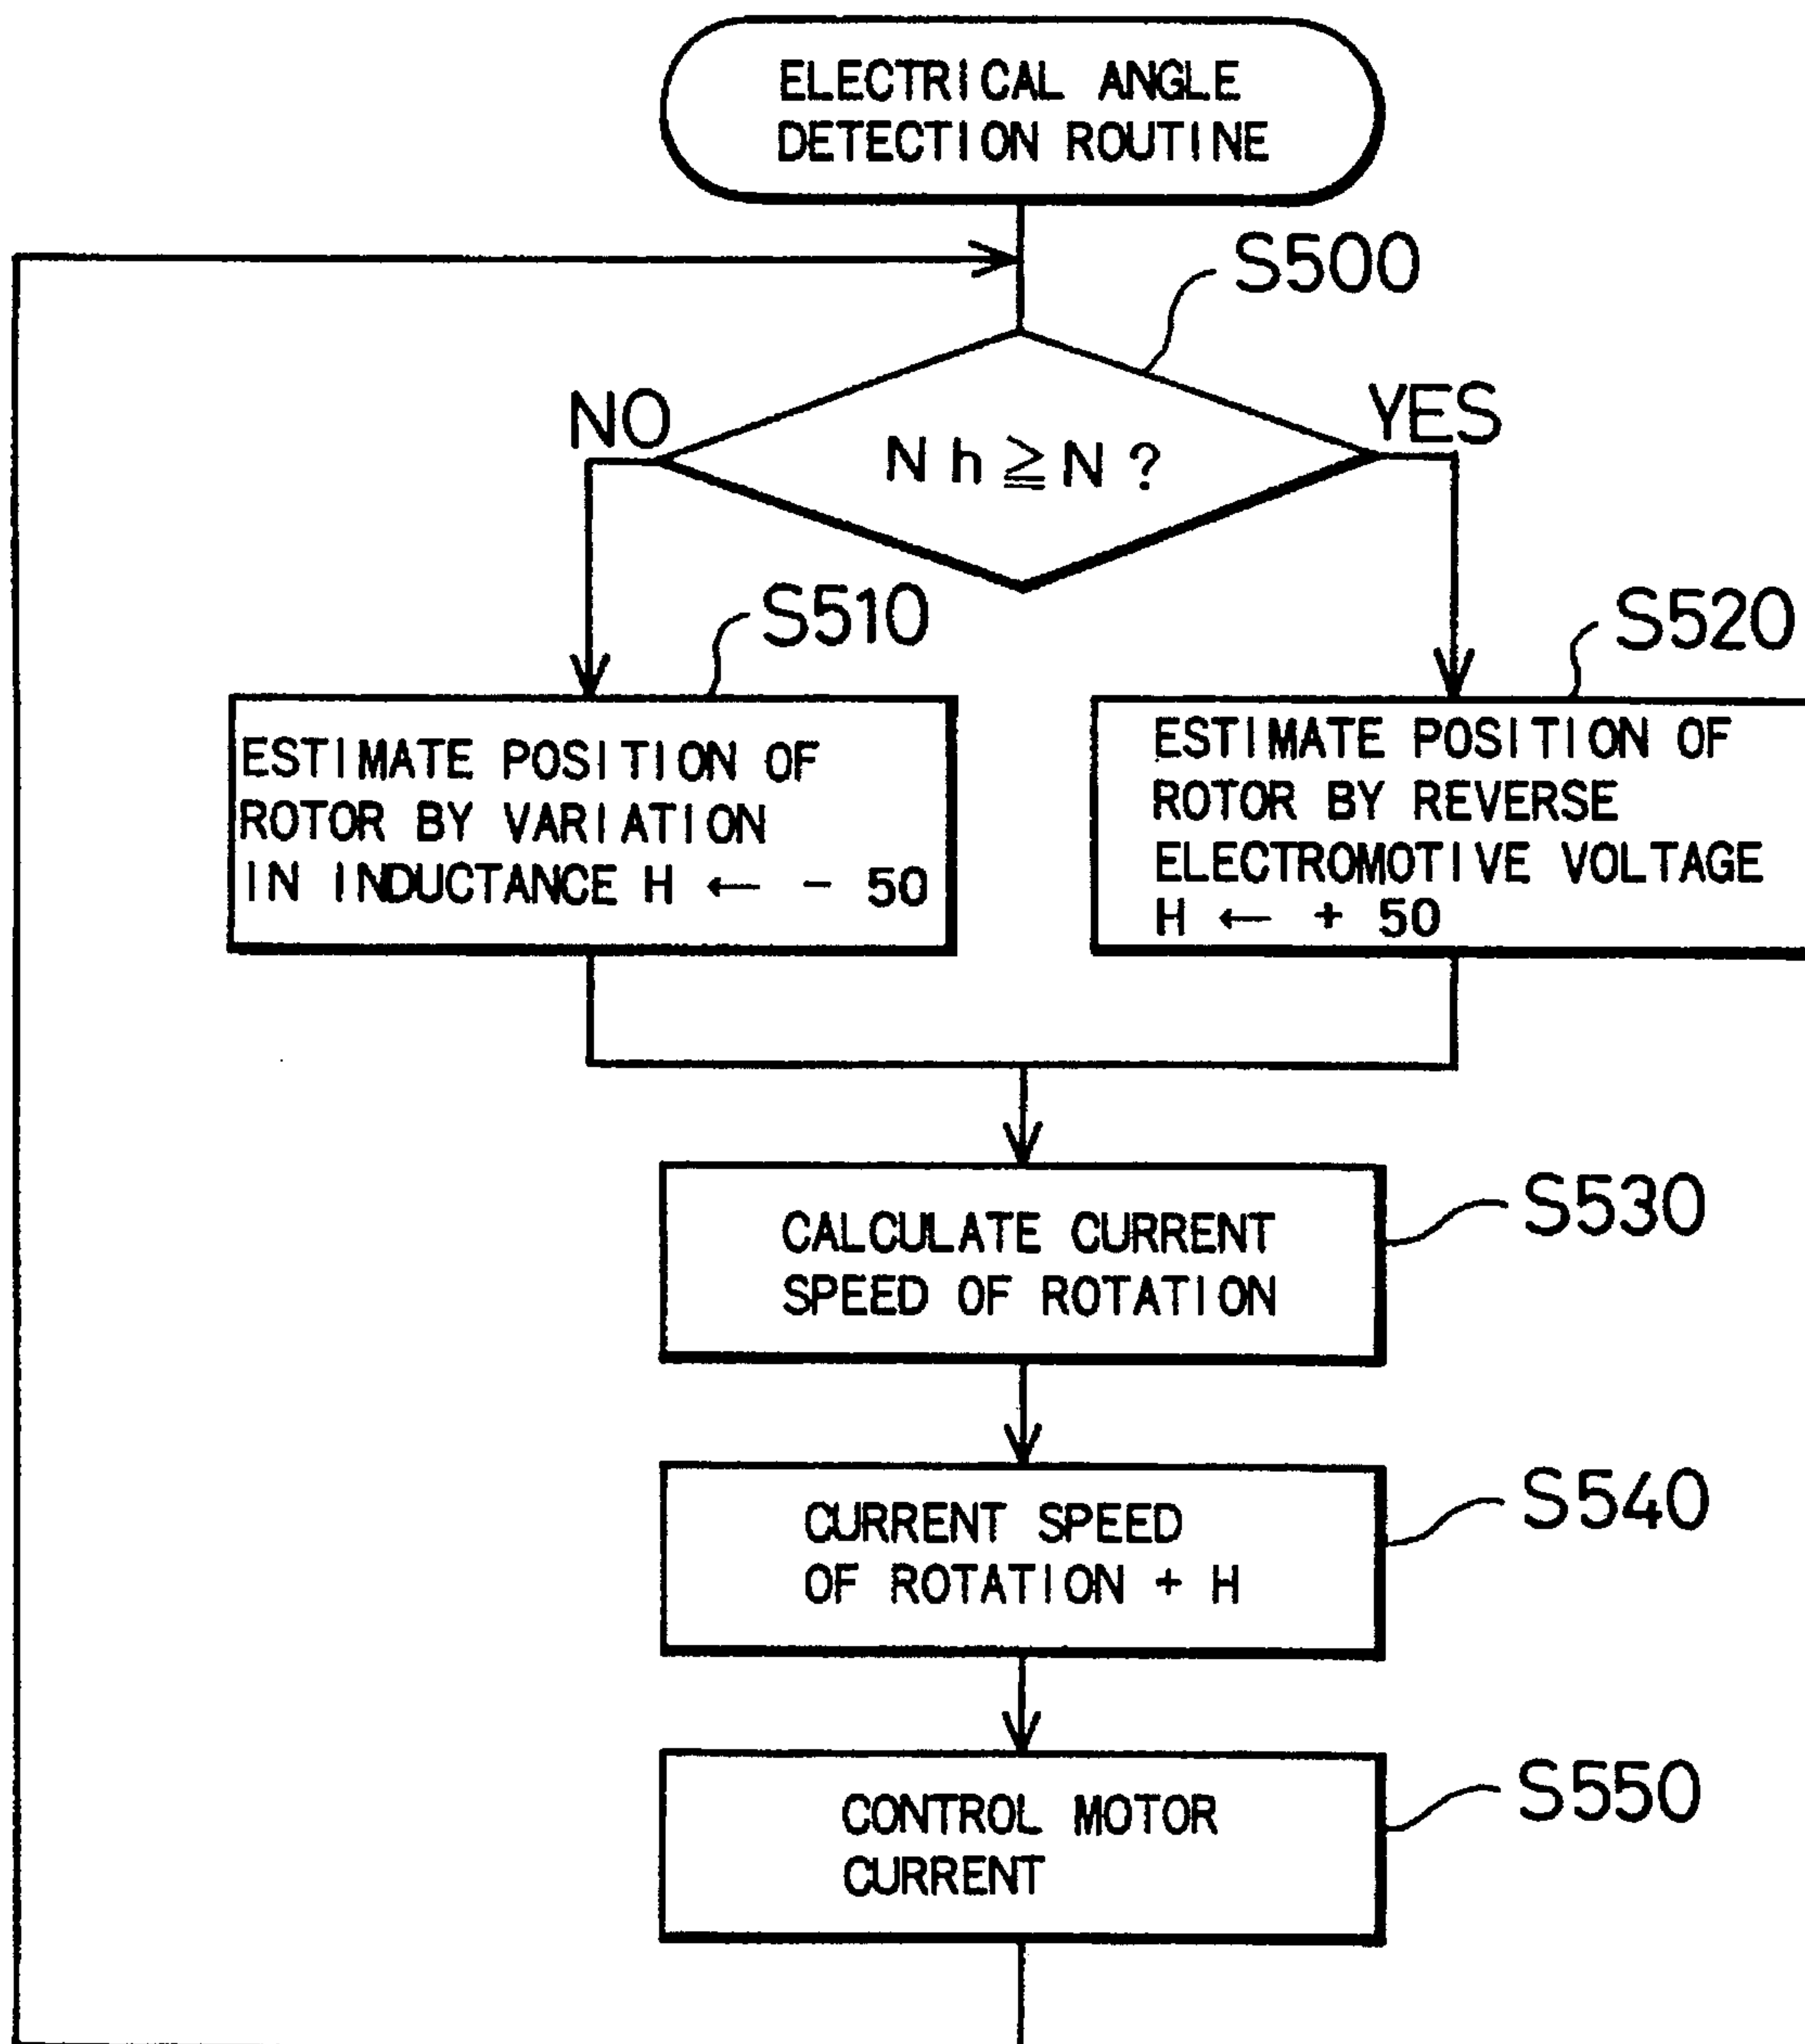 ELECTRICAL ANGLE
DETECTION ROUTINE
S500
NO
YES
Nh≧N?
S510
S520
ESTIMATE POSITION OF
ROTOR BY VARIATION
IN INDUCTANCE H ← - 50
ESTIMATE POSITION OF
ROTOR BY REVERSE
ELECTROMOTIVE VOLTAGE
H ← + 50
CALCULATE CURRENT
SPEED OF ROTATION
S530
CURRENT SPEED
OF ROTATION + H
S540
CONTROL MOTOR
CURRENT
S550